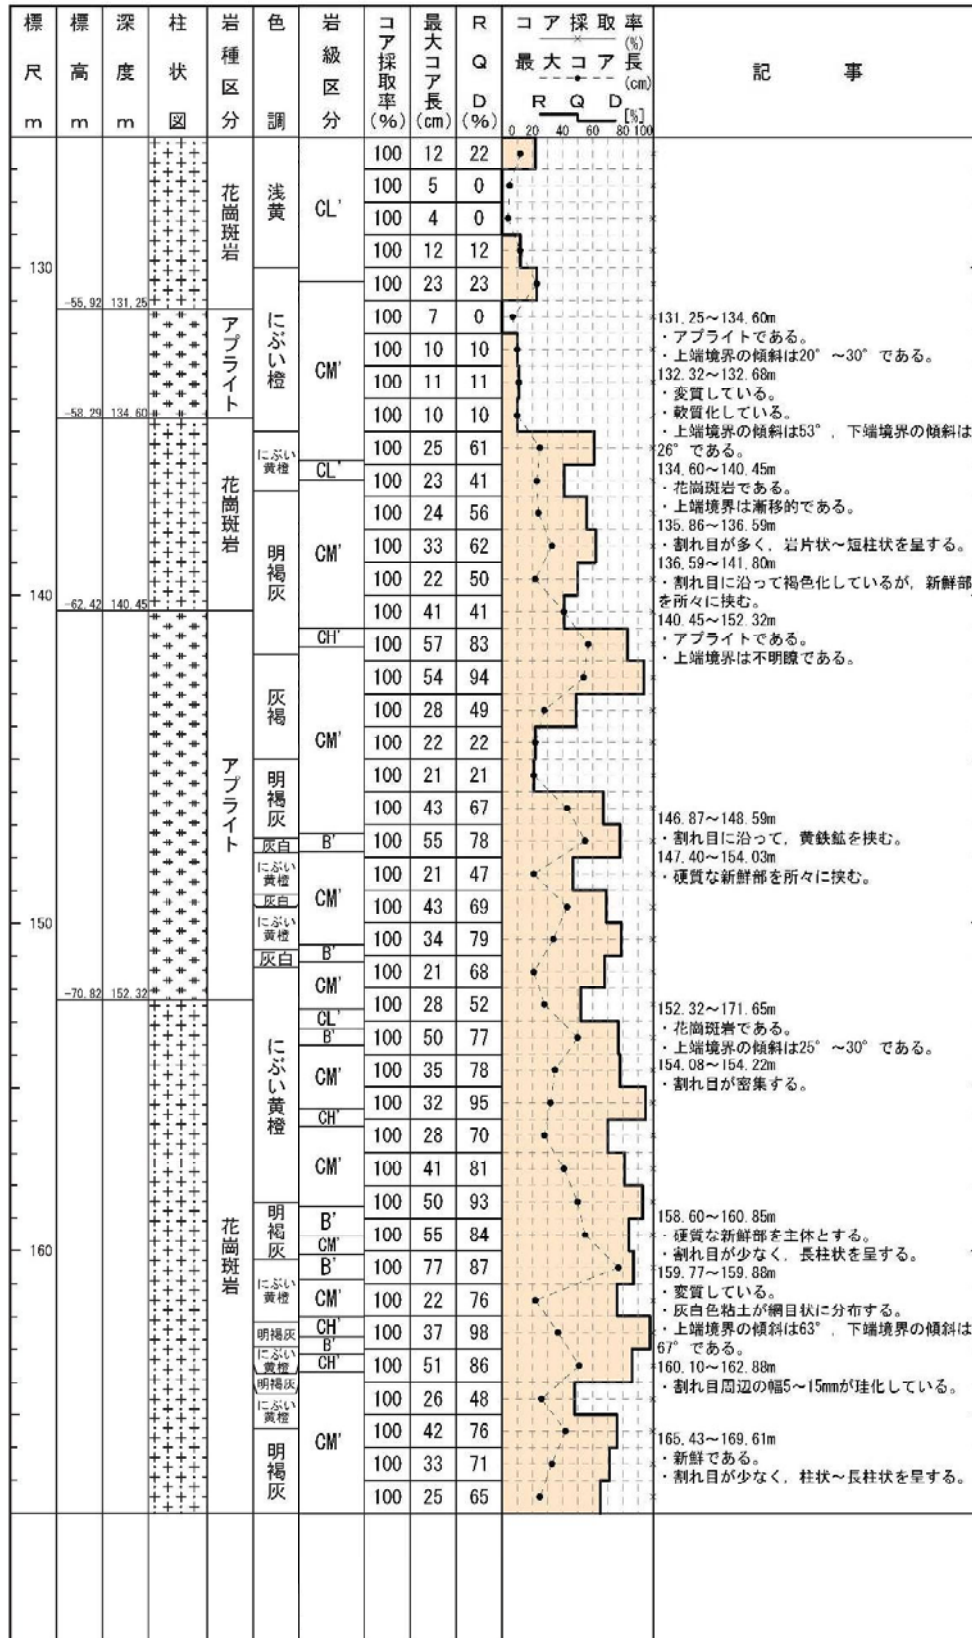 標尺m
標高m
深度m
柱状図
岩種区分
色調
岩級区分
コア採取率(%)
最大コア長(cm)
RQD(%)
コア採取率(%)
最大コア長(cm)
RQD[%]
0 20 40 60 80 100
記事
130
140
150
160
-55.92 131.25
-58.29 134.60
-62.42 140.45
-70.82 152.32
花崗斑岩
アプライト
花崗斑岩
アプライト
花崗斑岩
浅黄
にぶい橙
にぶい黄橙
明褐灰
灰褐
明褐灰
灰白
にぶい黄橙
灰白
にぶい黄橙
灰白
にぶい黄橙
明褐灰
にぶい黄橙
明褐灰
にぶい黄橙
明褐灰
にぶい黄橙
明褐灰
CL'
CM'
CL'
CM'
CH'
CM'
B'
CM'
B'
CM'
CL'
B'
CM'
CH'
CM'
B'
CM'
B'
CM'
CH'
B'
CH'
CM'
100 12 22
100 5 0
100 4 0
100 12 12
100 23 23
100 7 0
100 10 10
100 11 11
100 10 10
100 25 61
100 23 41
100 24 56
100 33 62
100 22 50
100 41 41
100 57 83
100 54 94
100 28 49
100 22 22
100 21 21
100 43 67
100 55 78
100 21 47
100 43 69
100 34 79
100 21 68
100 28 52
100 50 77
100 35 78
100 32 95
100 28 70
100 41 81
100 50 93
100 55 84
100 77 87
100 22 76
100 37 98
100 51 86
100 26 48
100 42 76
100 33 71
100 25 65
131.25～134.60m
・アプライトである。
・上端境界の傾斜は20°～30°である。
132.32～132.68m
・変質している。
・軟質化している。
・上端境界の傾斜は53°，下端境界の傾斜は
26°である。
134.60～140.45m
・花崗斑岩である。
・上端境界は漸移的である。
135.86～136.59m
・割れ目が多く，岩片状～短柱状を呈する。
136.59～141.80m
・割れ目に沿って褐色化しているが，新鮮部
を所々に挟む。
140.45～152.32m
・アプライトである。
・上端境界は不明瞭である。
146.87～148.59m
・割れ目に沿って，黄鉄鉱を挟む。
147.40～154.03m
・硬質な新鮮部を所々に挟む。
152.32～171.65m
・花崗斑岩である。
・上端境界の傾斜は25°～30°である。
154.08～154.22m
・割れ目が密集する。
158.60～160.85m
・硬質な新鮮部を主体とする。
・割れ目が少なく，長柱状を呈する。
159.77～159.88m
・変質している。
・灰白色粘土が網目状に分布する。
・上端境界の傾斜は63°，下端境界の傾斜は
67°である。
160.10～162.88m
・割れ目周辺の幅5～15mmが珪化している。
165.43～169.61m
・新鮮である。
・割れ目が少なく，柱状～長柱状を呈する。